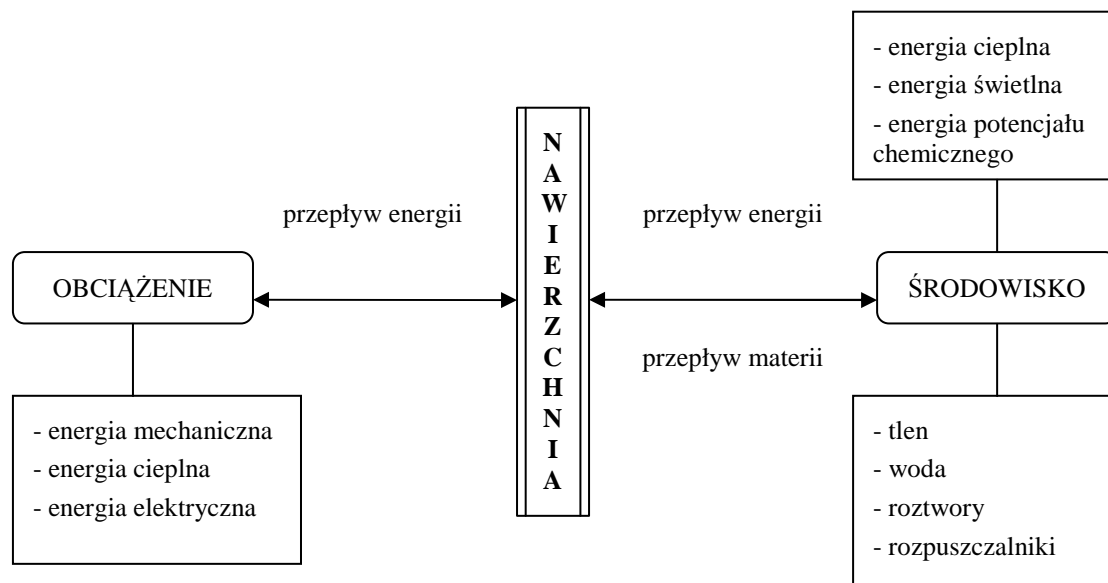 - energia cieplna
- energia świetlna
- energia potencjału
chemicznego
N
A
W
I
E
R
Z
C
H
N
I
A
przepływ energii
przepływ energii
OBCIĄŻENIE
ŚRODOWISKO
przepływ materii
- energia mechaniczna
- energia cieplna
- energia elektryczna
- tlen
- woda
- roztwory
- rozpuszczalniki